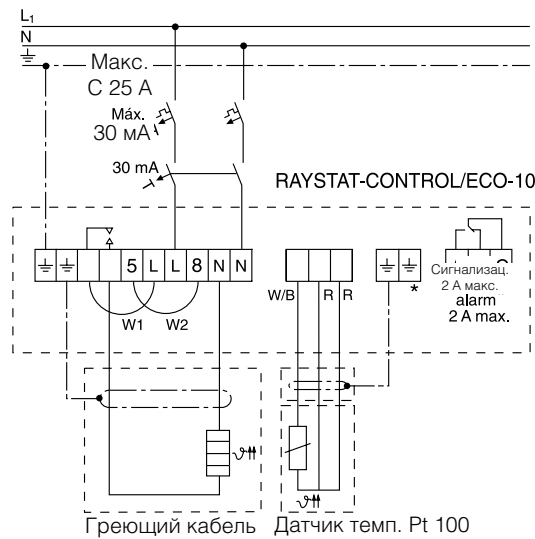 L1
N
Макс.
C 25 A
Máx.
30 мА
30 mA
RAYSTAT-CONTROL/ECO-10
5 L L 8 N N
W/B R R
*
Сигнализац.
2 А макс.
alarm
2 A max.
W1 W2
Греющий кабель
Датчик темп. Pt 100